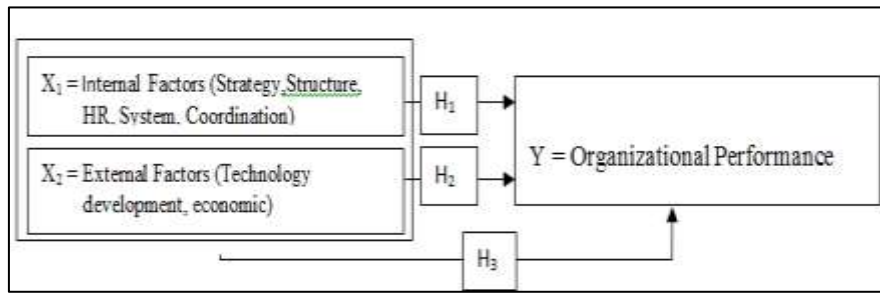 X₁ = Internal Factors (Strategy,Structure,
HR. System. Coordination)
H₁
X₂ = External Factors (Technology
development, economic)
H₂
Y = Organizational Performance
H₃